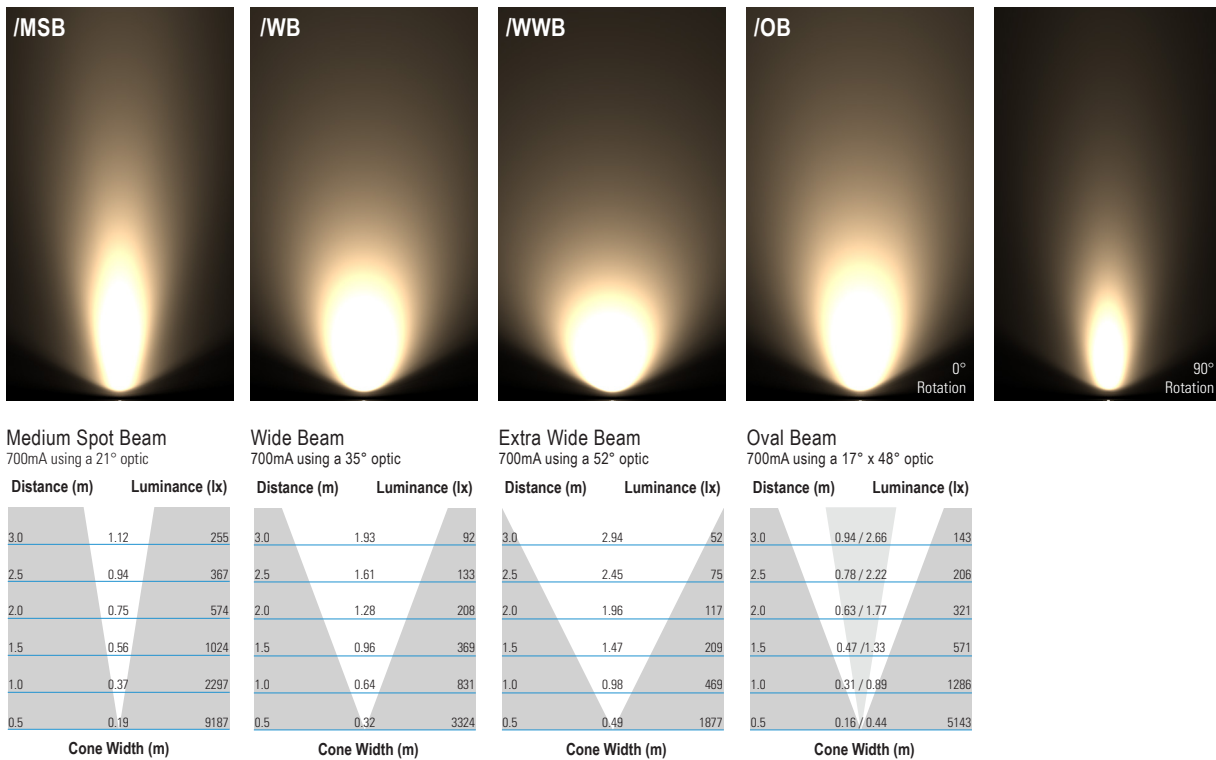 /MSB
/WB
/WWB
/OB
0°
Rotation
90°
Rotation
Medium Spot Beam
700mA using a 21° optic
Distance (m) Luminance (lx)
3.0 1.12 255
2.5 0.94 367
2.0 0.75 574
1.5 0.56 1024
1.0 0.37 2297
0.5 0.19 9187
Cone Width (m)
Wide Beam
700mA using a 35° optic
Distance (m) Luminance (lx)
3.0 1.93 92
2.5 1.61 133
2.0 1.28 208
1.5 0.96 369
1.0 0.64 831
0.5 0.32 3324
Cone Width (m)
Extra Wide Beam
700mA using a 52° optic
Distance (m) Luminance (lx)
3.0 2.94 52
2.5 2.45 75
2.0 1.96 117
1.5 1.47 209
1.0 0.98 469
0.5 0.49 1877
Cone Width (m)
Oval Beam
700mA using a 17° x 48° optic
Distance (m) Luminance (lx)
3.0 0.94 / 2.66 143
2.5 0.78 / 2.22 206
2.0 0.63 / 1.77 321
1.5 0.47 /1.33 571
1.0 0.31 / 0.89 1286
0.5 0.16 / 0.44 5143
Cone Width (m)